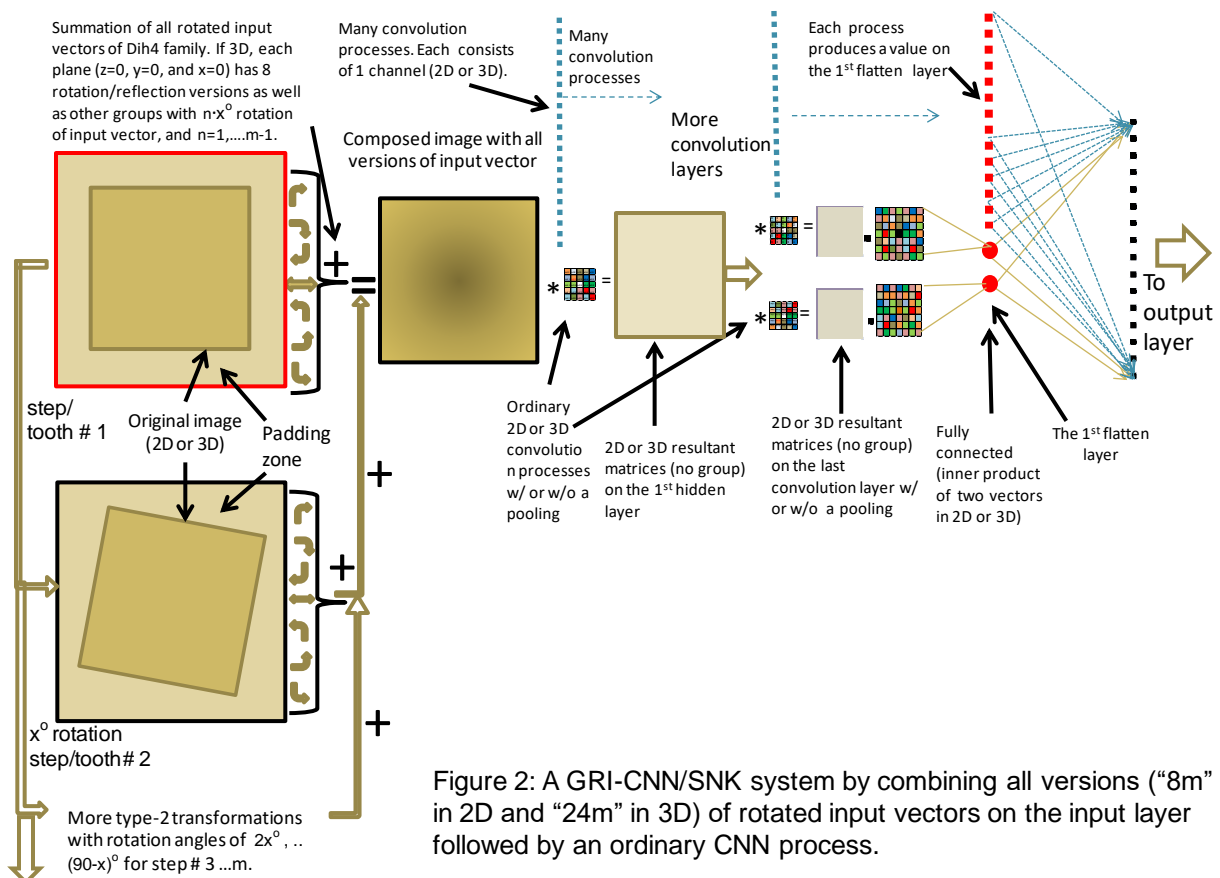 Summation of all rotated input
vectors of Dih4 family. If 3D, each
plane (z=0, y=0, and x=0) has 8
rotation/reflection versions as well
as other groups with n·x° rotation
of input vector, and n=1,....m-1.
Many convolution
processes. Each consists
of 1 channel (2D or 3D).
Many
convolution
processes
Each process
produces a value on
the 1st flatten layer
Composed image with all
versions of input vector
More
convolution
layers
+
=
*
=
*
=
.
*
=
.
To
output
layer
step/
tooth # 1
Original image
(2D or 3D)
Padding
zone
Ordinary
2D or 3D
convolutio
n processes
w/ or w/o a
pooling
2D or 3D resultant
matrices (no group)
on the 1st hidden
layer
2D or 3D resultant
matrices (no group)
on the last
convolution layer w/
or w/o a pooling
Fully
connected
(inner product
of two vectors
in 2D or 3D)
The 1st flatten
layer
+
+
+
x° rotation
step/tooth # 2
More type-2 transformations
with rotation angles of 2x° , ..
(90-x)° for step # 3 ...m.
Figure 2: A GRI-CNN/SNK system by combining all versions (“8m”
in 2D and “24m” in 3D) of rotated input vectors on the input layer
followed by an ordinary CNN process.